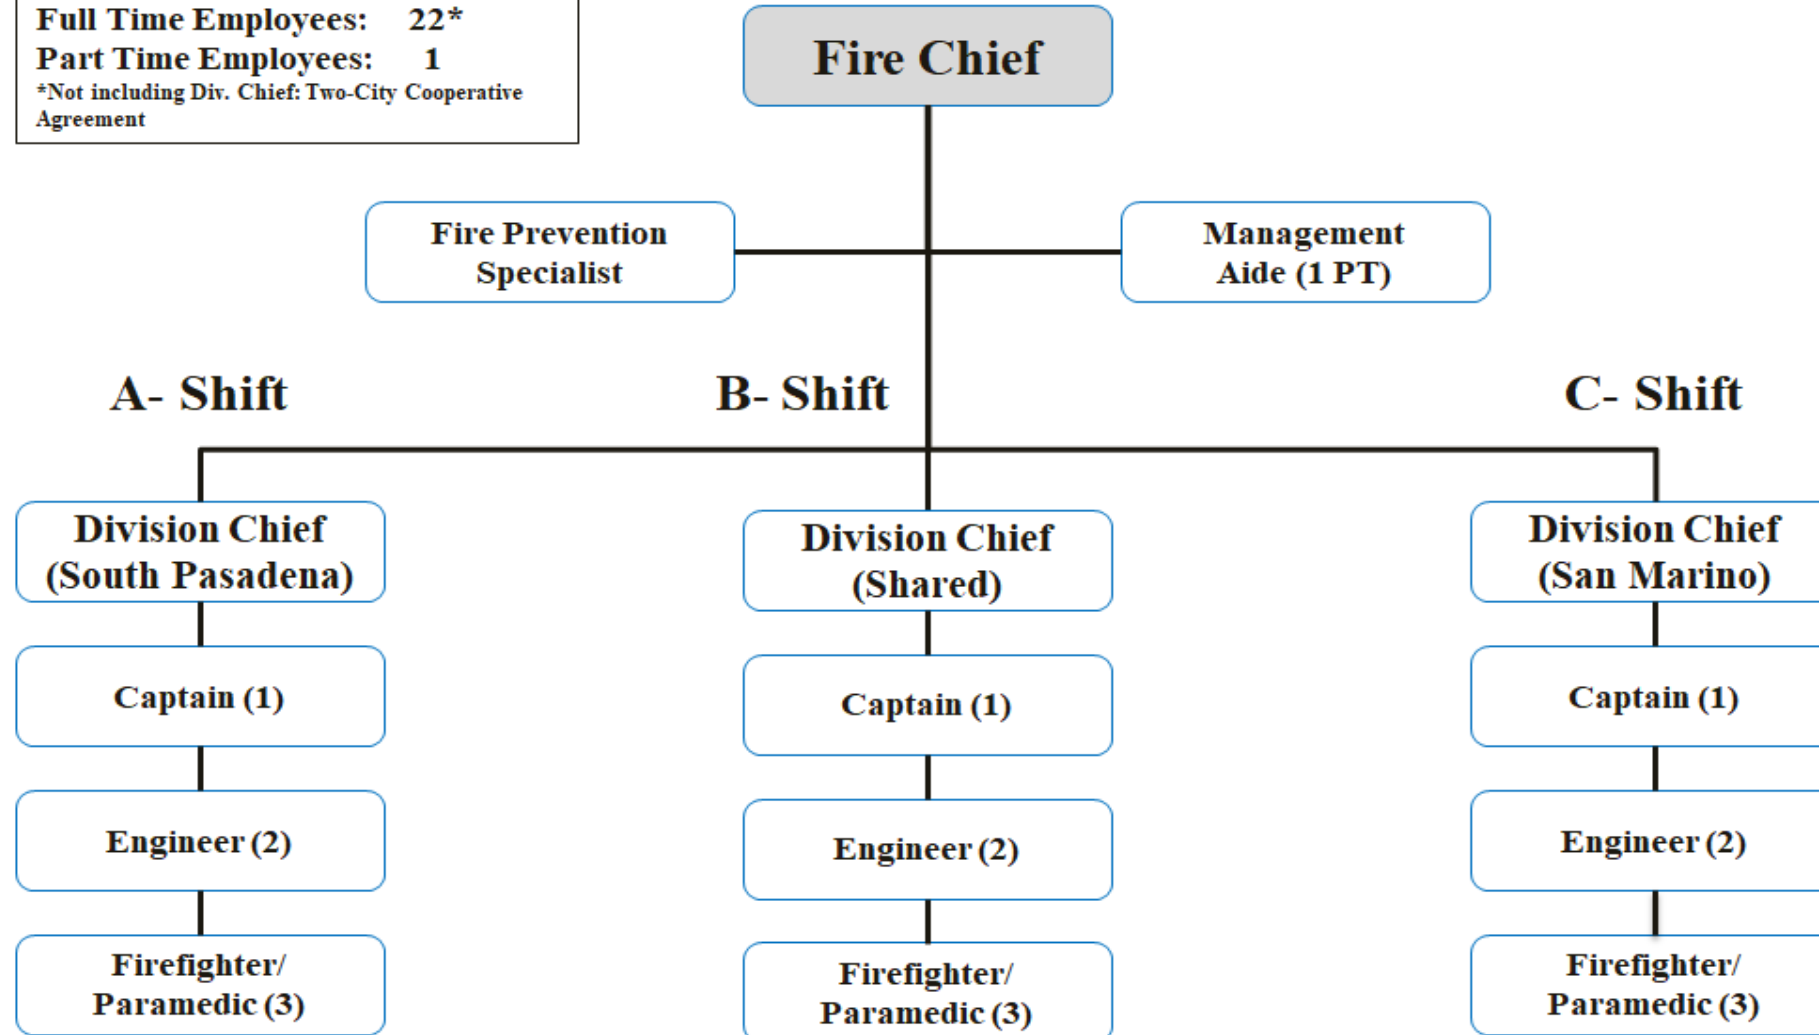 Full Time Employees: 22*
Part Time Employees: 1
*Not including Div. Chief: Two-City Cooperative
Agreement
Fire Chief
Fire Prevention
Specialist
Management
Aide (1 PT)
A- Shift
B- Shift
C- Shift
Division Chief
(South Pasadena)
Division Chief
(Shared)
Division Chief
(San Marino)
Captain (1)
Captain (1)
Captain (1)
Engineer (2)
Engineer (2)
Engineer (2)
Firefighter/
Paramedic (3)
Firefighter/
Paramedic (3)
Firefighter/
Paramedic (3)